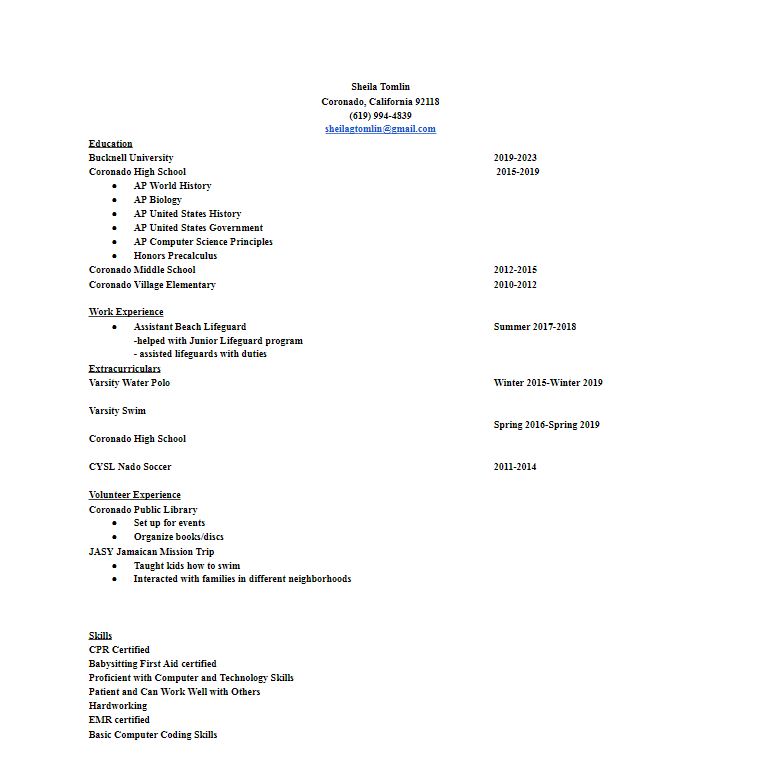 Sheila Tomlin
Coronado, California 92118
(619) 994-4839
sheilagtomlin@gmail.com
Education
Bucknell University 2019-2023
Coronado High School 2015-2019
● AP World History
● AP Biology
● AP United States History
● AP United States Government
● AP Computer Science Principles
● Honors Precalculus
Coronado Middle School 2012-2015
Coronado Village Elementary 2010-2012
Work Experience
● Assistant Beach Lifeguard Summer 2017-2018
-helped with Junior Lifeguard program
- assisted lifeguards with duties
Extracurriculars
Varsity Water Polo Winter 2015-Winter 2019
Varsity Swim
Spring 2016-Spring 2019
Coronado High School
CYSL Nado Soccer 2011-2014
Volunteer Experience
Coronado Public Library
● Set up for events
● Organize books/discs
JASY Jamaican Mission Trip
● Taught kids how to swim
● Interacted with families in different neighborhoods
Skills
CPR Certified
Babysitting First Aid certified
Proficient with Computer and Technology Skills
Patient and Can Work Well with Others
Hardworking
EMR certified
Basic Computer Coding Skills